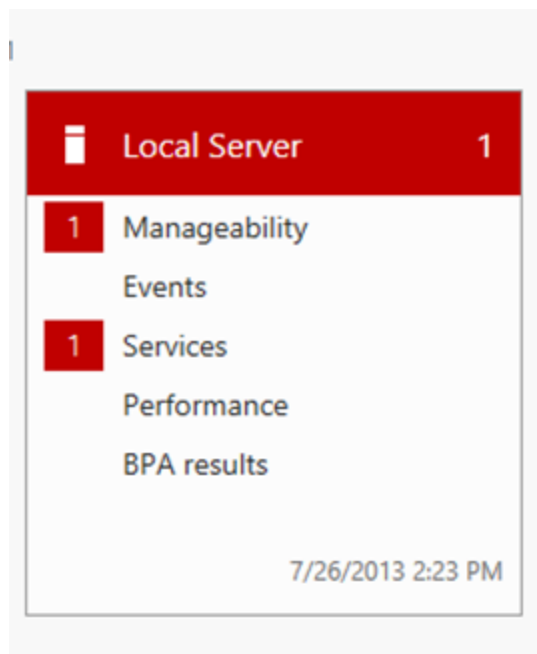 Local Server 1
1 Manageability
Events
1 Services
Performance
BPA results
7/26/2013 2:23 PM